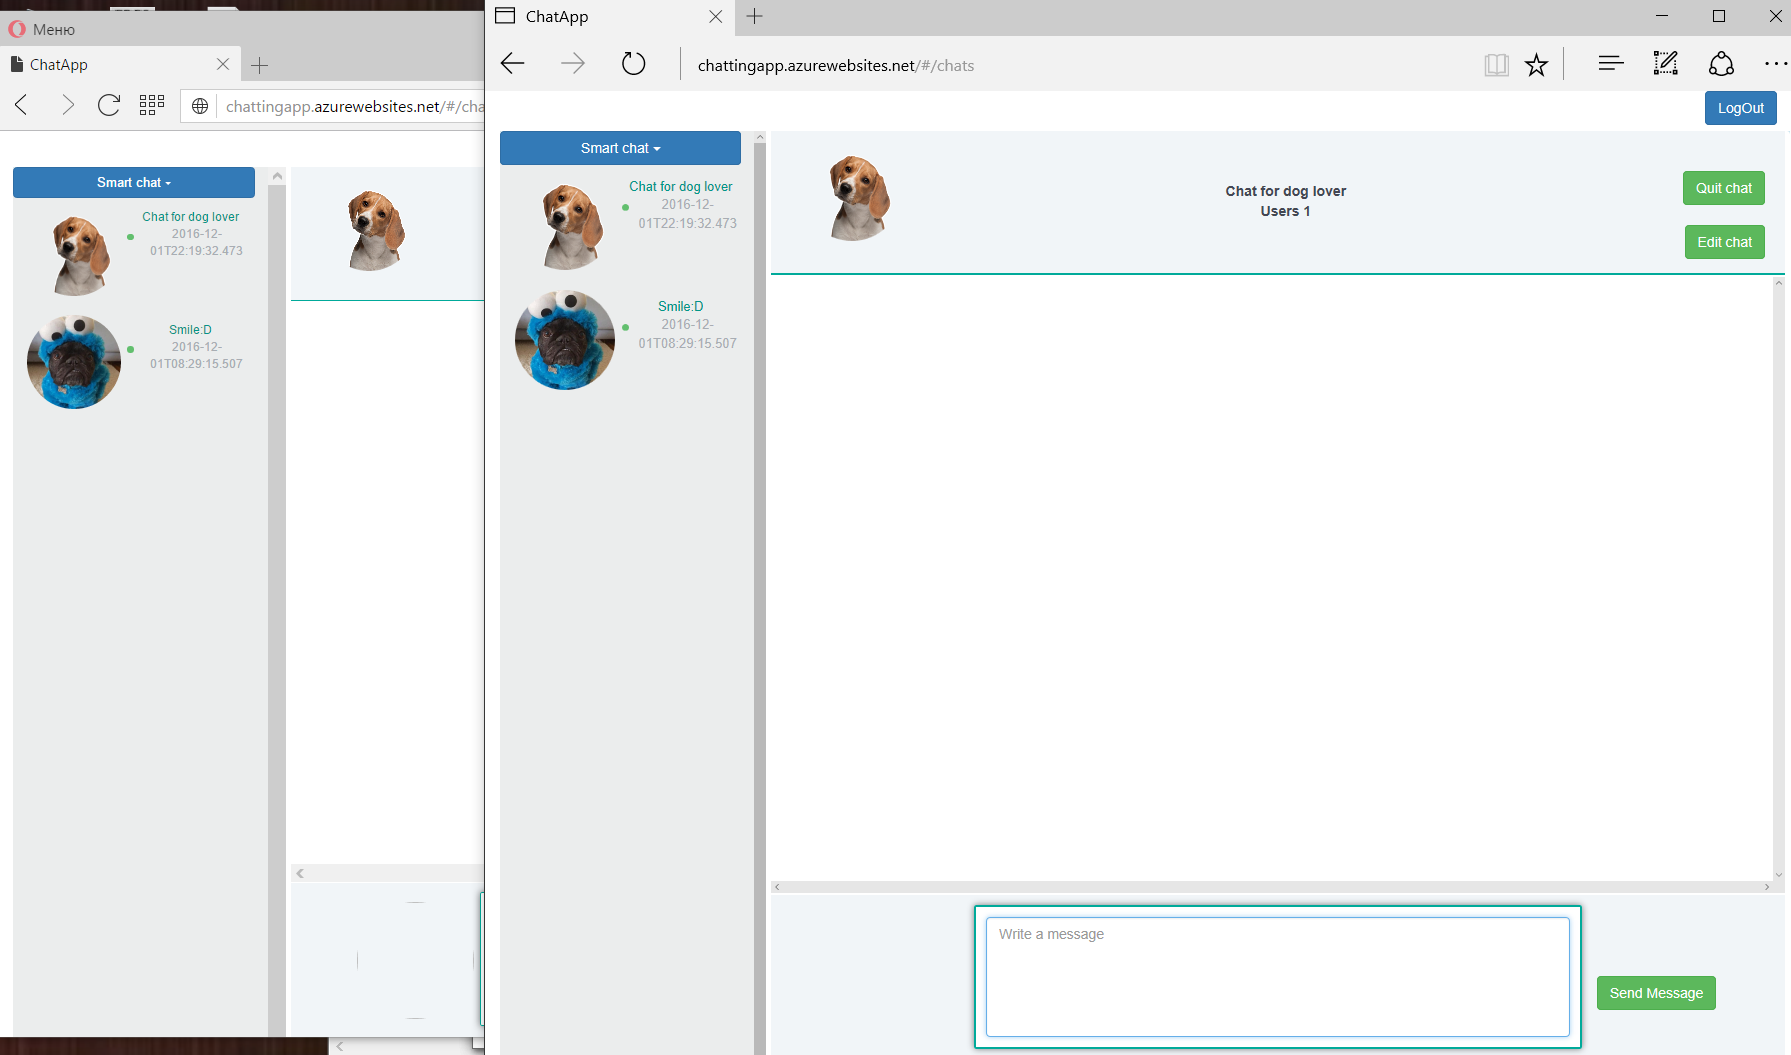 Меню
ChatApp
chattingapp.azurewebsites.net/#/cha
Smart chat
Chat for dog lover
2016-12-
01T22:19:32.473
Smile:D
2016-12-
01T08:29:15.507
ChatApp
chattingapp.azurewebsites.net/#/chats
LogOut
Smart chat
Chat for dog lover
2016-12-
01T22:19:32.473
Smile:D
2016-12-
01T08:29:15.507
Chat for dog lover
Users 1
Quit chat
Edit chat
Write a message
Send Message